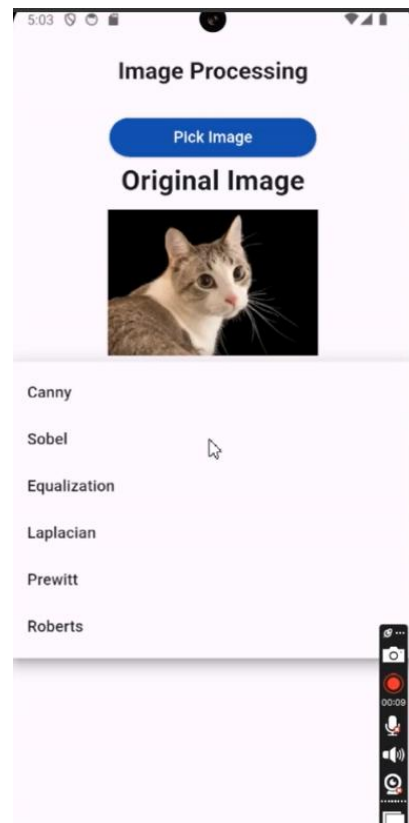 5:03
Image Processing
Pick Image
Original Image
Canny
Sobel
Equalization
Laplacian
Prewitt
Roberts
00:09